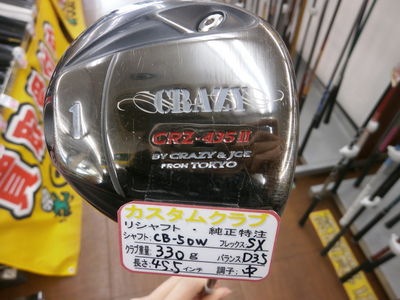 CRAZY
1
CRZ-435II
BY CRAZY & JOE
FROM TOKYO
カスタムクラブ
リシャフト ・ 純正特注
シャフト: CB-50W フレックス SX
クラブ重量: 330g バランス D3.5
長さ: 45.5インチ 調子: 中